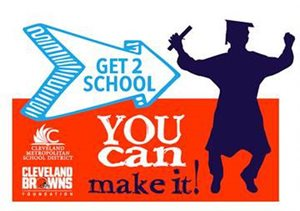 GET 2
SCHOOL
YOU
can
make it!
CLEVELAND
METROPOLITAN
SCHOOL DISTRICT
CLEVELAND
BROWNS
FOUNDATION